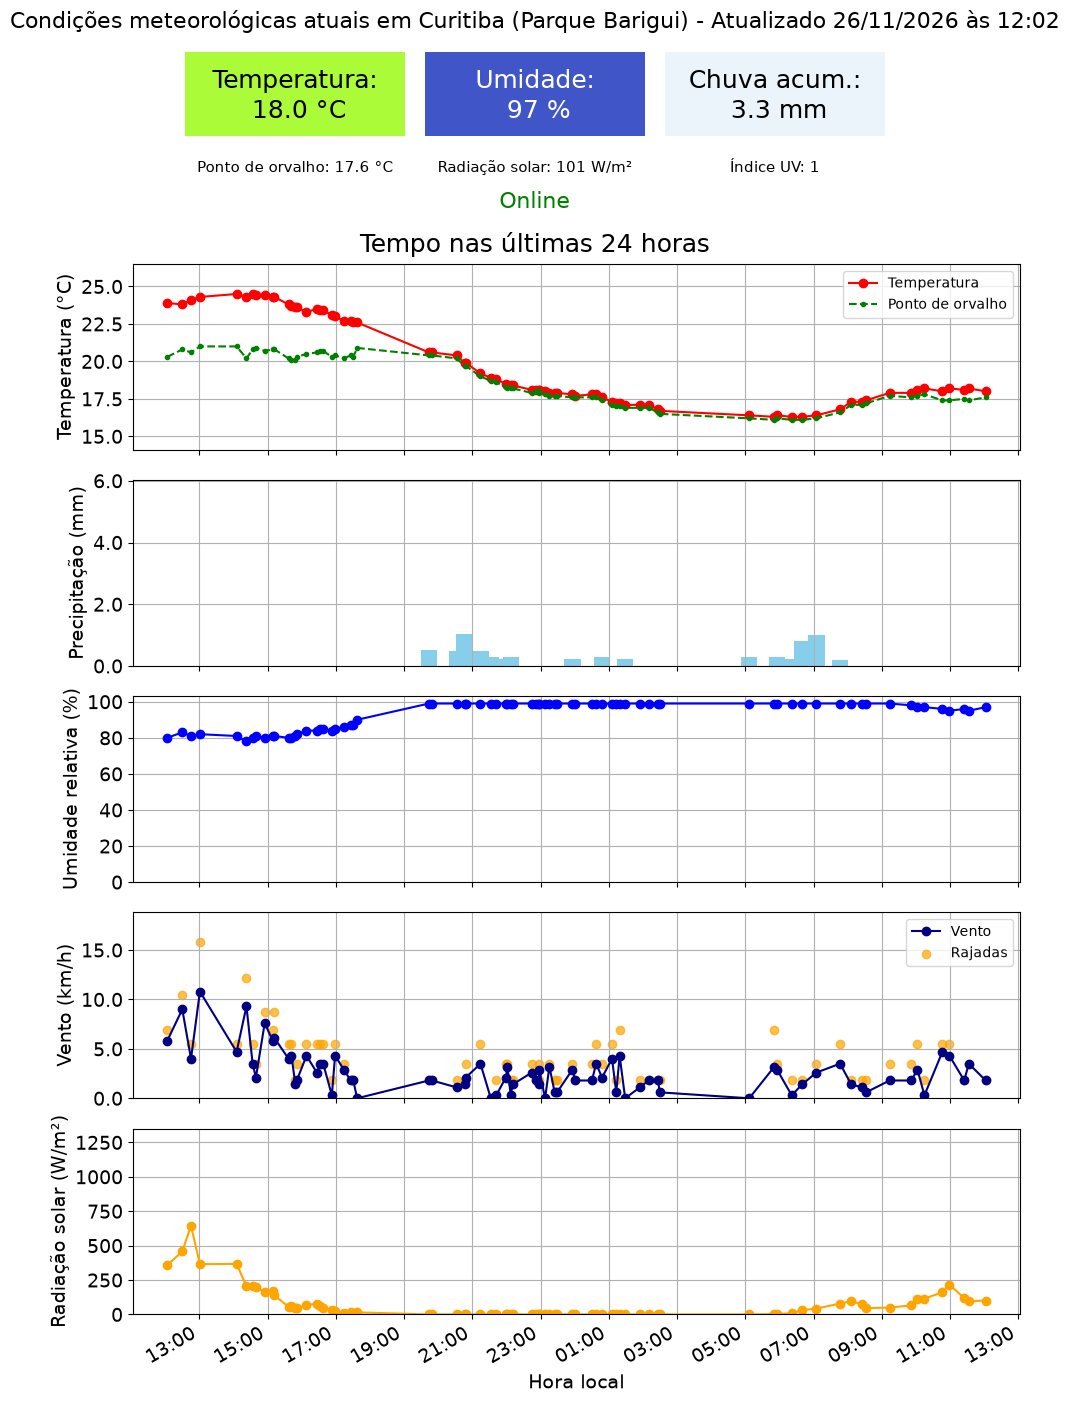 Condições meteorológicas atuais em Curitiba (Parque Barigui) - Atualizado 26/11/2026 às 12:02
Temperatura:
18.0 °C
Umidade:
97 %
Chuva acum.:
3.3 mm
Ponto de orvalho: 17.6 °C
Radiação solar: 101 W/m²
Índice UV: 1
Online
Tempo nas últimas 24 horas
Temperatura (°C)
25.0
22.5
20.0
17.5
15.0
Temperatura
Ponto de orvalho
Precipitação (mm)
6.0
4.0
2.0
0.0
Umidade relativa (%)
100
80
60
40
20
0
Vento (km/h)
15.0
10.0
5.0
0.0
Vento
Rajadas
Radiação solar (W/m²)
1250
1000
750
500
250
0
13:00
15:00
17:00
19:00
21:00
23:00
01:00
03:00
05:00
07:00
09:00
11:00
13:00
Hora local